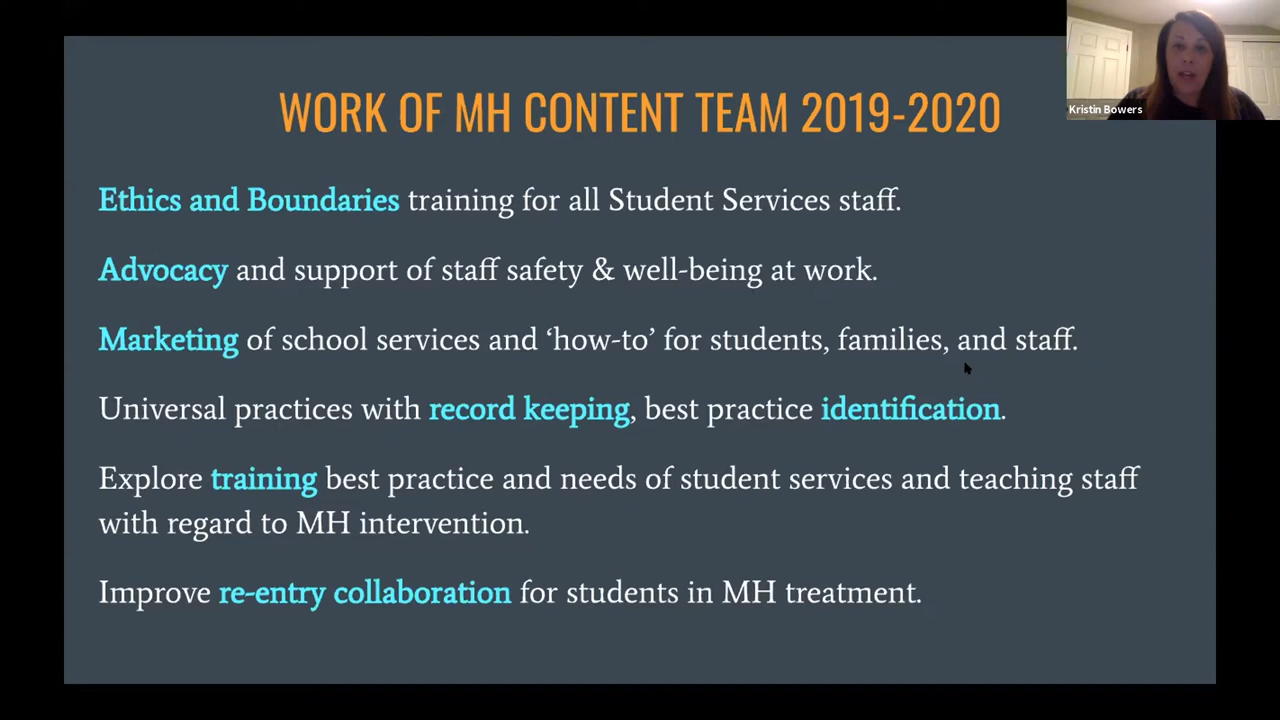 Kristin Bowers
WORK OF MH CONTENT TEAM 2019-2020
Ethics and Boundaries training for all Student Services staff.
Advocacy and support of staff safety & well-being at work.
Marketing of school services and ‘how-to’ for students, families, and staff.
Universal practices with record keeping, best practice identification.
Explore training best practice and needs of student services and teaching staff
with regard to MH intervention.
Improve re-entry collaboration for students in MH treatment.